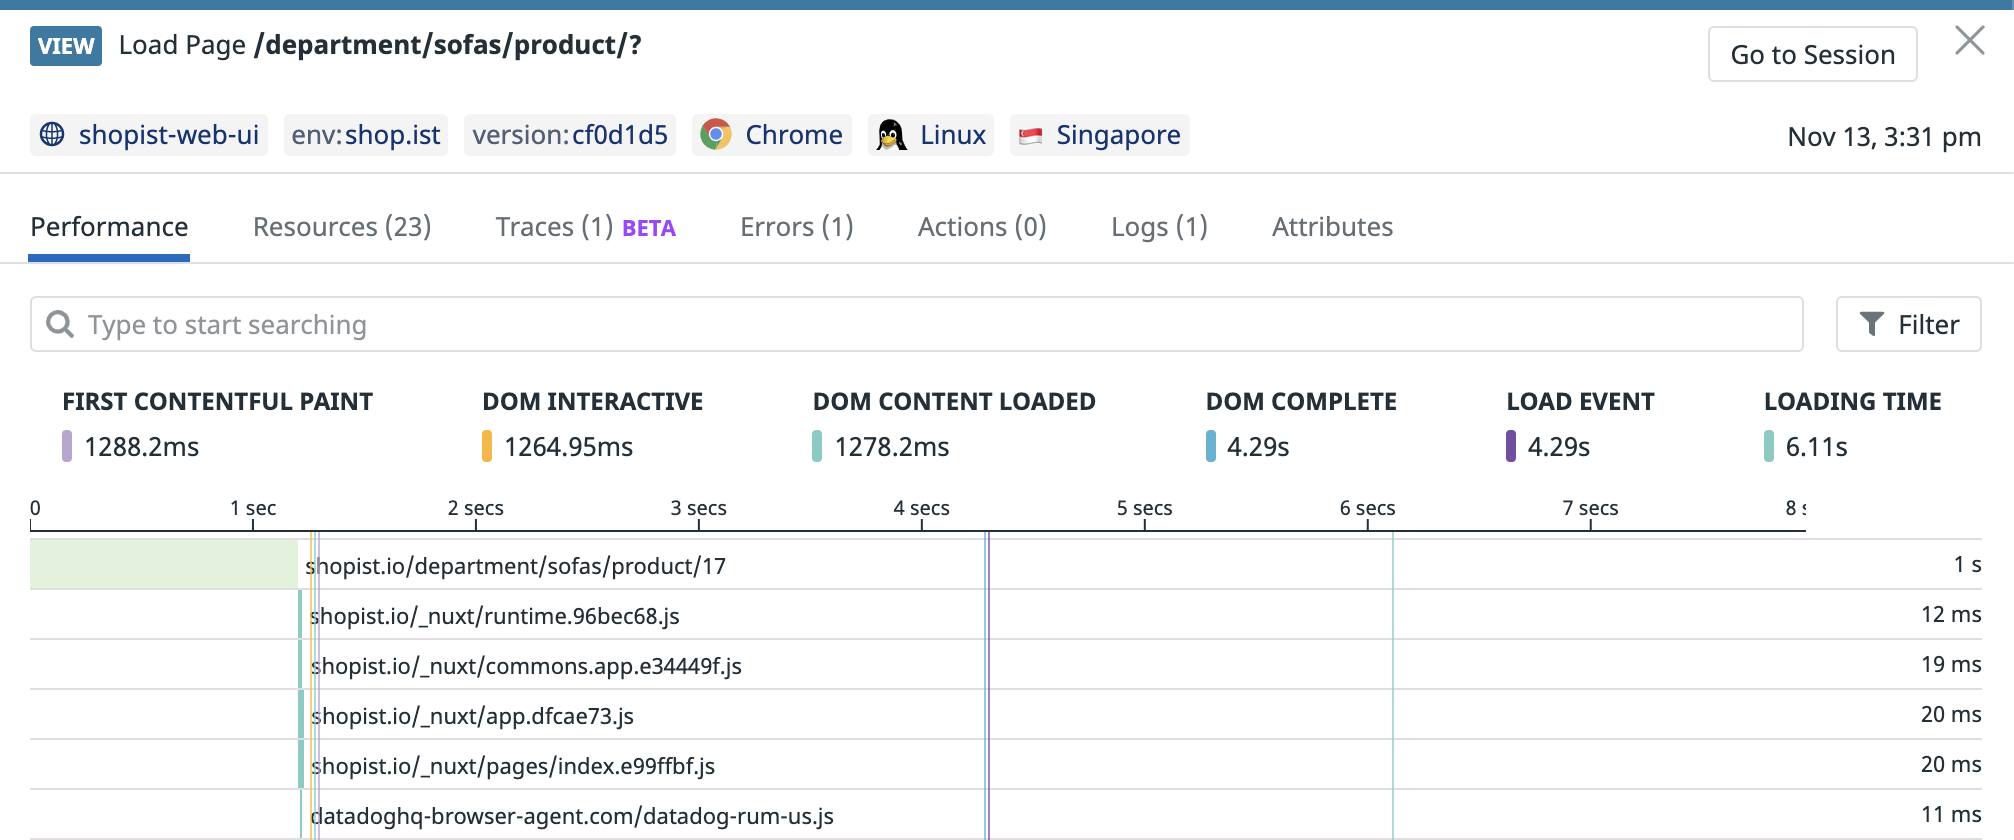 VIEW Load Page /department/sofas/product/?
Go to Session
shopist-web-ui env:shop.ist version:cf0d1d5 Chrome Linux Singapore
Nov 13, 3:31 pm
Performance Resources (23) Traces (1) BETA Errors (1) Actions (0) Logs (1) Attributes
Type to start searching
Filter
FIRST CONTENTFUL PAINT DOM INTERACTIVE DOM CONTENT LOADED DOM COMPLETE LOAD EVENT LOADING TIME
1288.2ms 1264.95ms 1278.2ms 4.29s 4.29s 6.11s
0 1 sec 2 secs 3 secs 4 secs 5 secs 6 secs 7 secs 8 s
shopist.io/department/sofas/product/17 1 s
shopist.io/_nuxt/runtime.96bec68.js 12 ms
shopist.io/_nuxt/commons.app.e34449f.js 19 ms
shopist.io/_nuxt/app.dfcae73.js 20 ms
shopist.io/_nuxt/pages/index.e99ffbf.js 20 ms
datadoghq-browser-agent.com/datadog-rum-us.js 11 ms